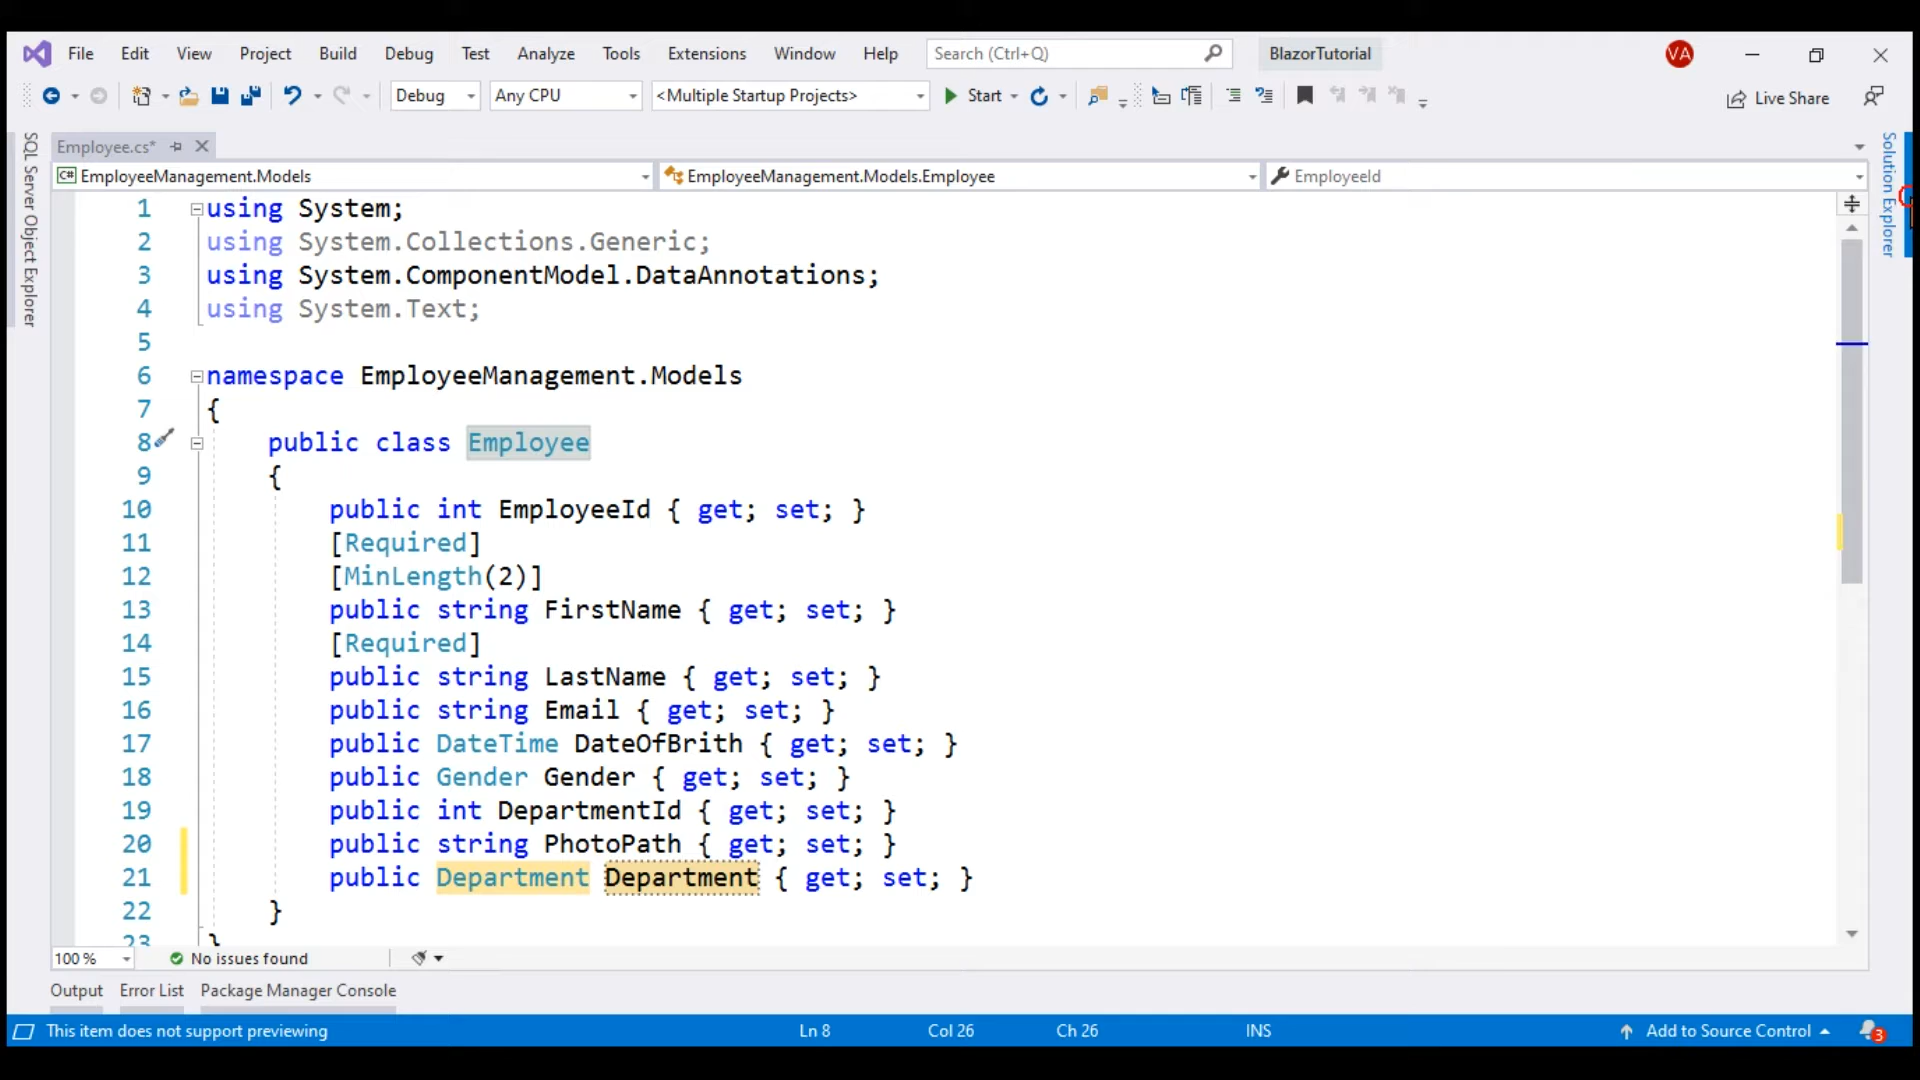 File Edit View Project Build Debug Test Analyze Tools Extensions Window Help Search (Ctrl+Q) BlazorTutorial VA
Debug Any CPU <Multiple Startup Projects> Start Live Share
SQL Server Object Explorer
Solution Explorer
Employee.cs*
C# EmployeeManagement.Models EmployeeManagement.Models.Employee EmployeeId
1 using System;
2 using System.Collections.Generic;
3 using System.ComponentModel.DataAnnotations;
4 using System.Text;
5
6 namespace EmployeeManagement.Models
7 {
8 public class Employee
9 {
10 public int EmployeeId { get; set; }
11 [Required]
12 [MinLength(2)]
13 public string FirstName { get; set; }
14 [Required]
15 public string LastName { get; set; }
16 public string Email { get; set; }
17 public DateTime DateOfBrith { get; set; }
18 public Gender Gender { get; set; }
19 public int DepartmentId { get; set; }
20 public string PhotoPath { get; set; }
21 public Department Department { get; set; }
22 }
23 }
100 % No issues found
Output Error List Package Manager Console
This item does not support previewing Ln 8 Col 26 Ch 26 INS Add to Source Control 3